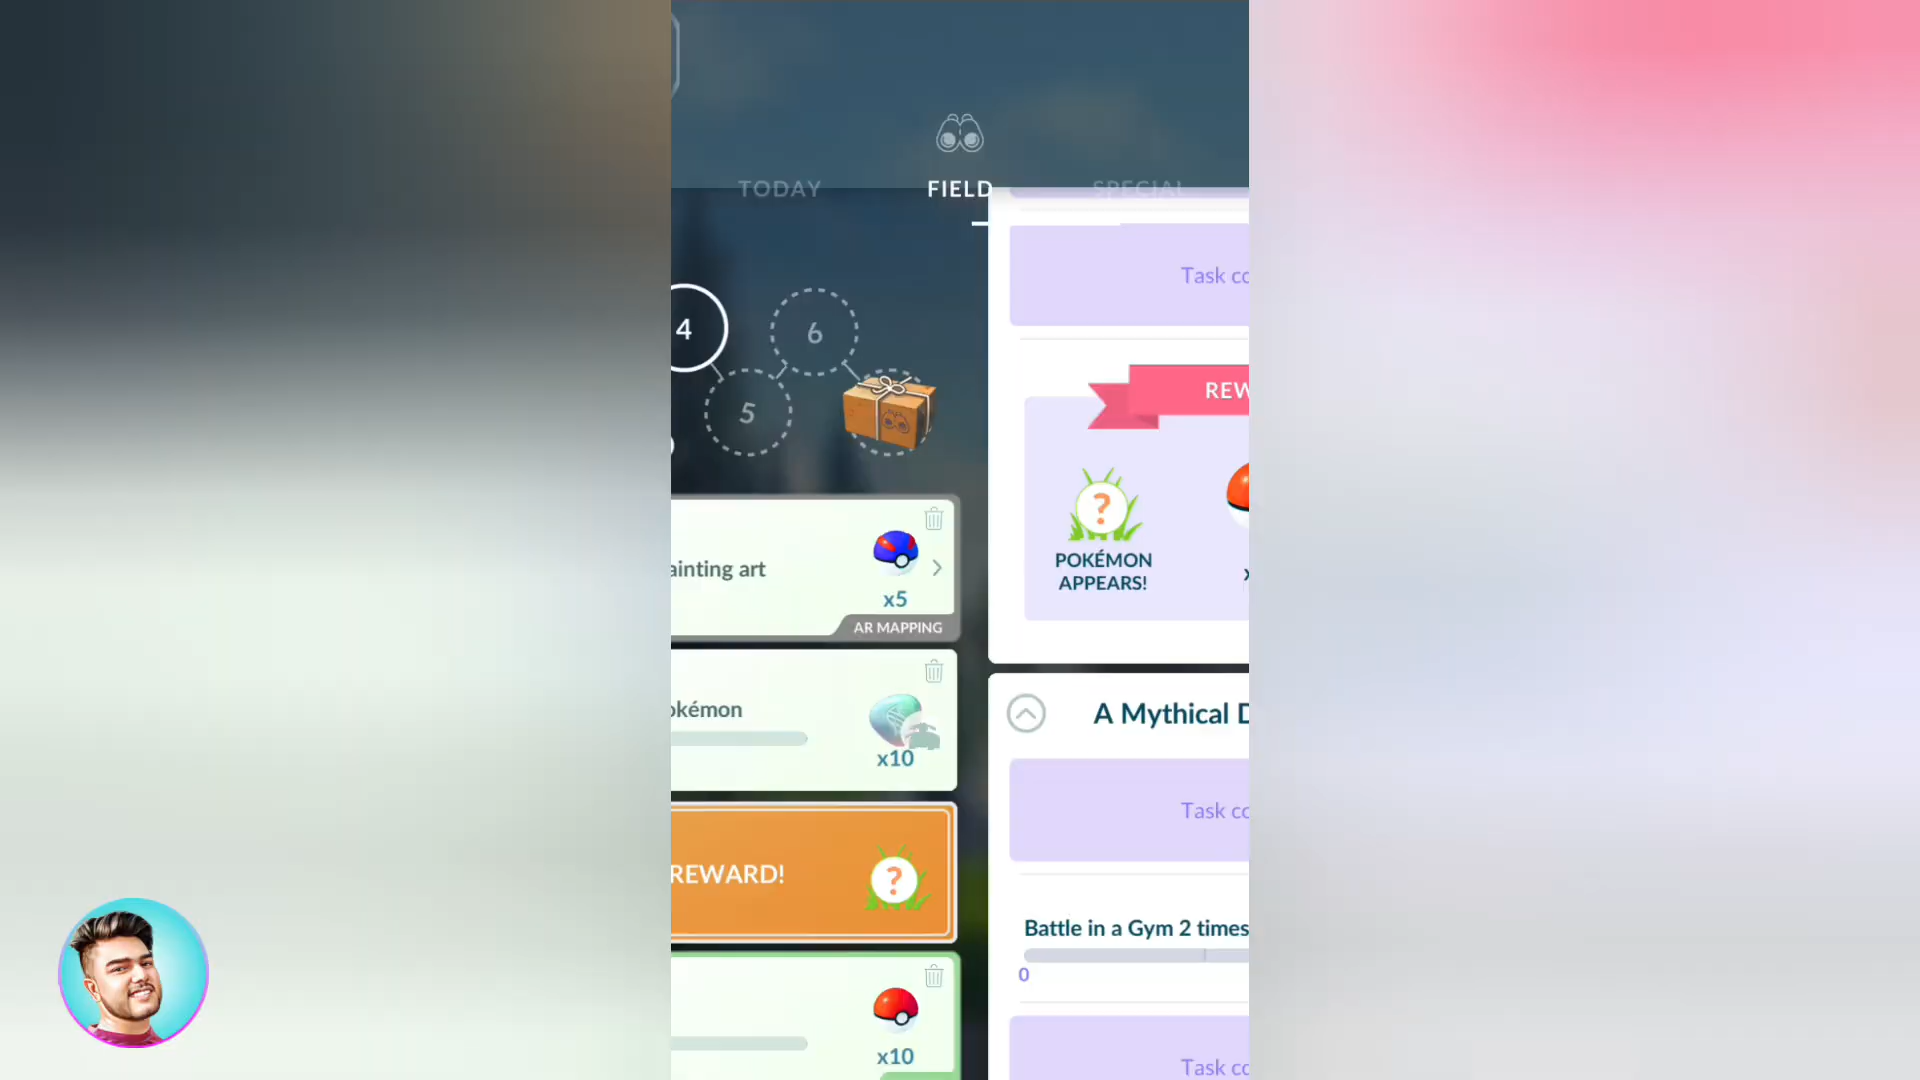 TODAY
FIELD
SPECIAL
4
6
5
ainting art
x5
AR MAPPING
okémon
x10
REWARD!
x10
Task co
REW
POKÉMON
APPEARS!
A Mythical D
Task co
Battle in a Gym 2 times
0
Task co